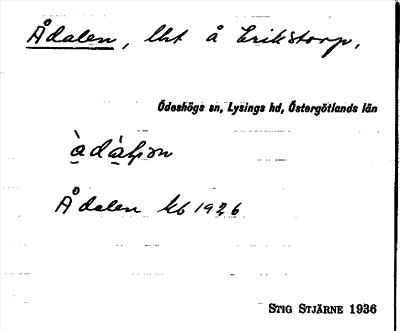 Ådalen, lht å Erikstorp,
Ödeshögs sn, Lysings hd, Östergötlands län
Ådalen kb 1926
STIG STJÄRNE 1936